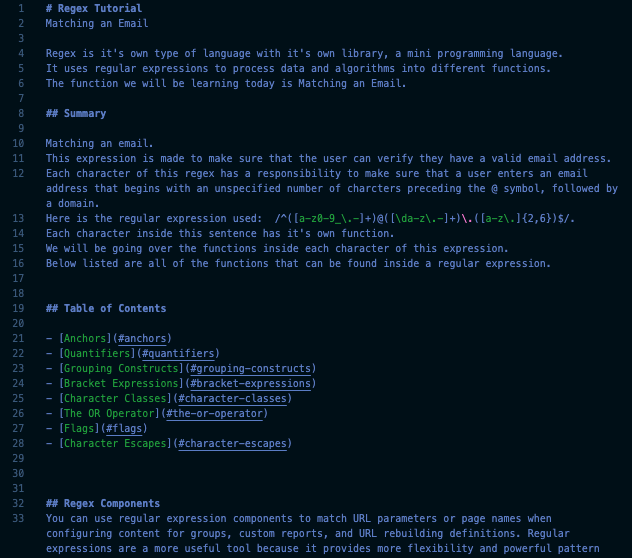 1 # Regex Tutorial
2 Matching an Email
3
4 Regex is it's own type of language with it's own library, a mini programming language.
5 It uses regular expressions to process data and algorithms into different functions.
6 The function we will be learning today is Matching an Email.
7
8 ## Summary
9
10 Matching an email.
11 This expression is made to make sure that the user can verify they have a valid email address.
12 Each character of this regex has a responsibility to make sure that a user enters an email
address that begins with an unspecified number of charcters preceding the @ symbol, followed by
a domain.
13 Here is the regular expression used:  /^([a-z0-9_\.-]+)@([\da-z\.-]+)\.([a-z\.]{2,6})$/.
14 Each character inside this sentence has it's own function.
15 We will be going over the functions inside each character of this expression.
16 Below listed are all of the functions that can be found inside a regular expression.
17
18
19 ## Table of Contents
20
21 - [Anchors](#anchors)
22 - [Quantifiers](#quantifiers)
23 - [Grouping Constructs](#grouping-constructs)
24 - [Bracket Expressions](#bracket-expressions)
25 - [Character Classes](#character-classes)
26 - [The OR Operator](#the-or-operator)
27 - [Flags](#flags)
28 - [Character Escapes](#character-escapes)
29
30
31
32 ## Regex Components
33 You can use regular expression components to match URL parameters or page names when
configuring content for groups, custom reports, and URL rebuilding definitions. Regular
expressions are a more useful tool because it provides more flexibility and powerful pattern